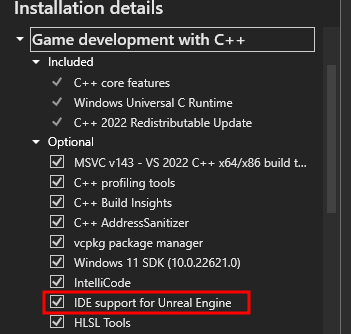 Installation details
Game development with C++
Included
C++ core features
Windows Universal C Runtime
C++ 2022 Redistributable Update
Optional
MSVC v143 - VS 2022 C++ x64/x86 build t...
C++ profiling tools
C++ Build Insights
C++ AddressSanitizer
vcpkg package manager
Windows 11 SDK (10.0.22621.0)
IntelliCode
IDE support for Unreal Engine
HLSL Tools